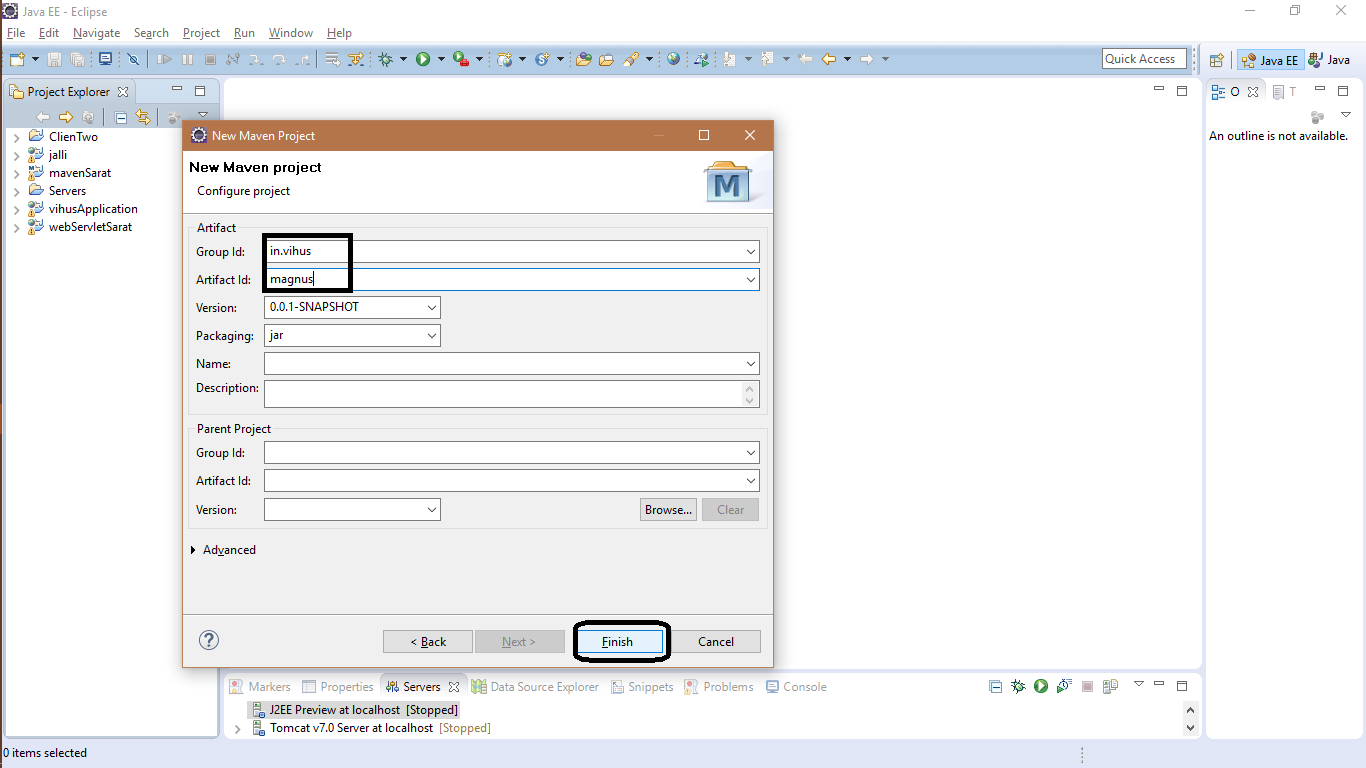 Java EE - Eclipse
File Edit Navigate Search Project Run Window Help
Quick Access
Java EE
Java
Project Explorer
ClienTwo
jalli
mavenSarat
Servers
vihusApplication
webServletSarat
New Maven Project
New Maven project
Configure project
M
Artifact
Group Id: in.vihus
Artifact Id: magnus
Version: 0.0.1-SNAPSHOT
Packaging: jar
Name:
Description:
Parent Project
Group Id:
Artifact Id:
Version:
Browse... Clear
Advanced
? < Back Next > Finish Cancel
O T
An outline is not available.
Markers Properties Servers Data Source Explorer Snippets Problems Console
J2EE Preview at localhost [Stopped]
Tomcat v7.0 Server at localhost [Stopped]
0 items selected